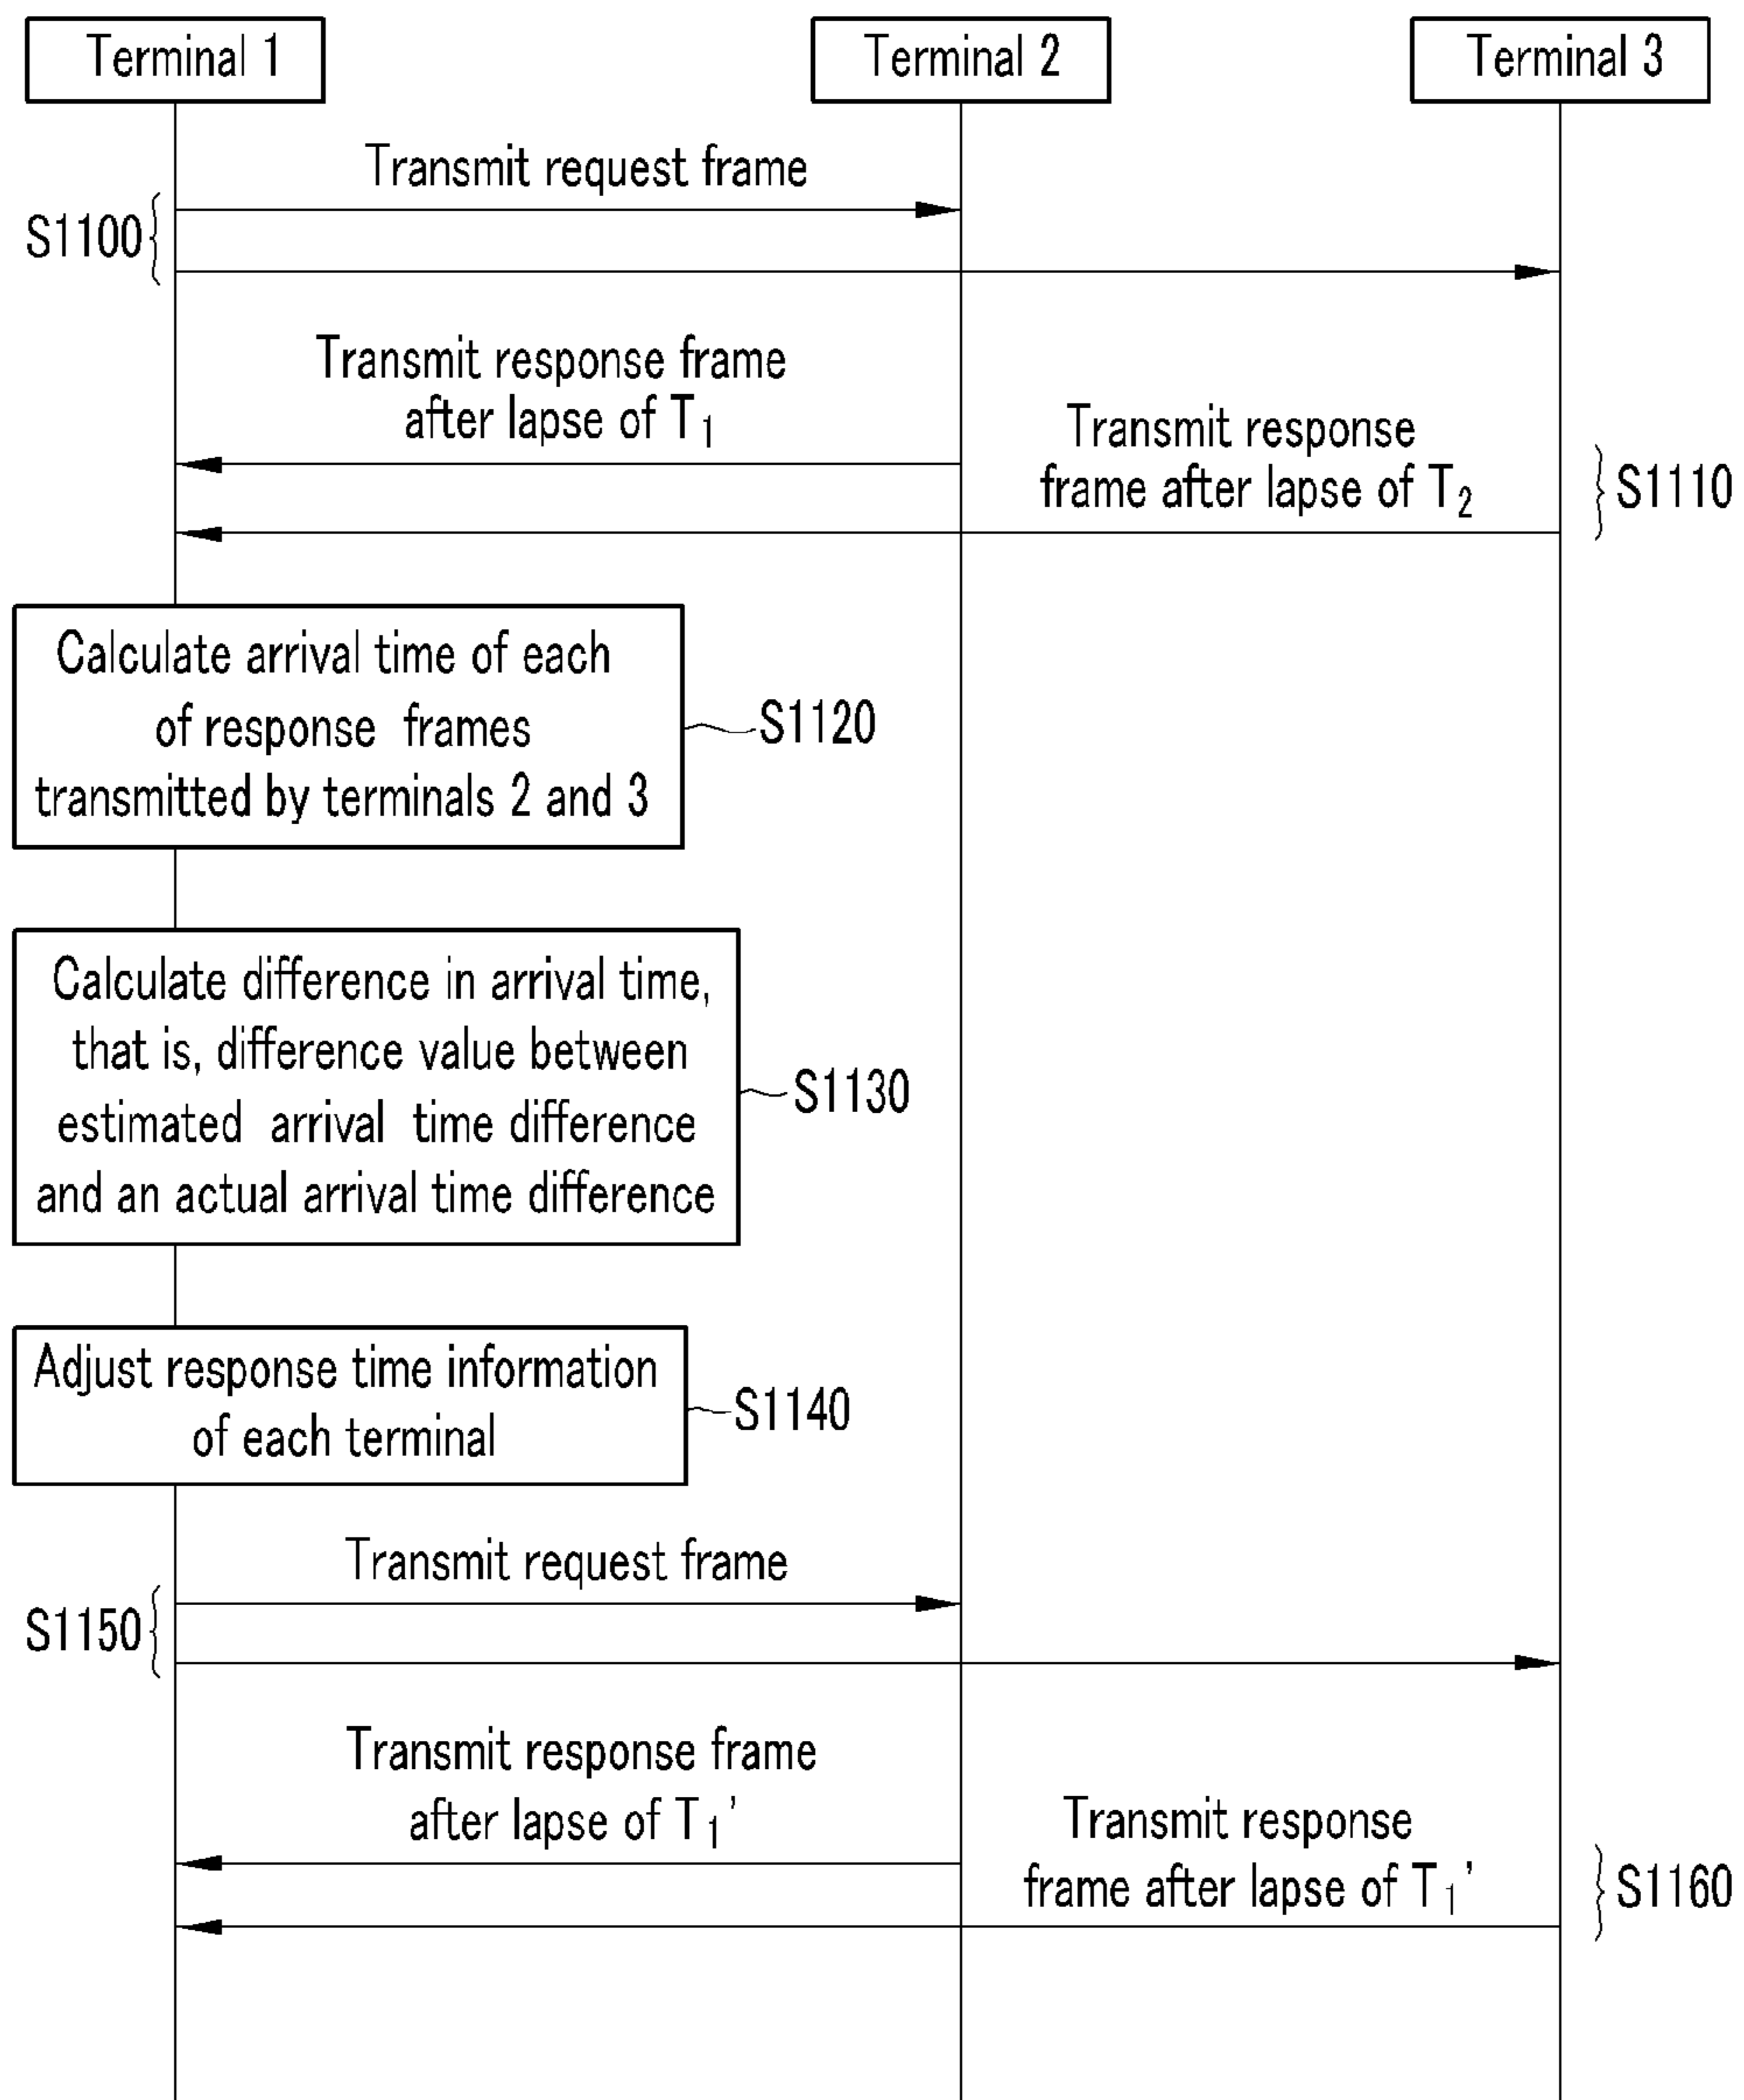 Terminal 1
Terminal 2
Terminal 3
Transmit request frame
S1100
Transmit response frame
after lapse of T₁
Transmit response
frame after lapse of T₂
S1110
Calculate arrival time of each
of response frames
transmitted by terminals 2 and 3
S1120
Calculate difference in arrival time,
that is, difference value between
estimated arrival time difference
and an actual arrival time difference
S1130
Adjust response time information
of each terminal
S1140
Transmit request frame
S1150
Transmit response frame
after lapse of T₁'
Transmit response
frame after lapse of T₁'
S1160